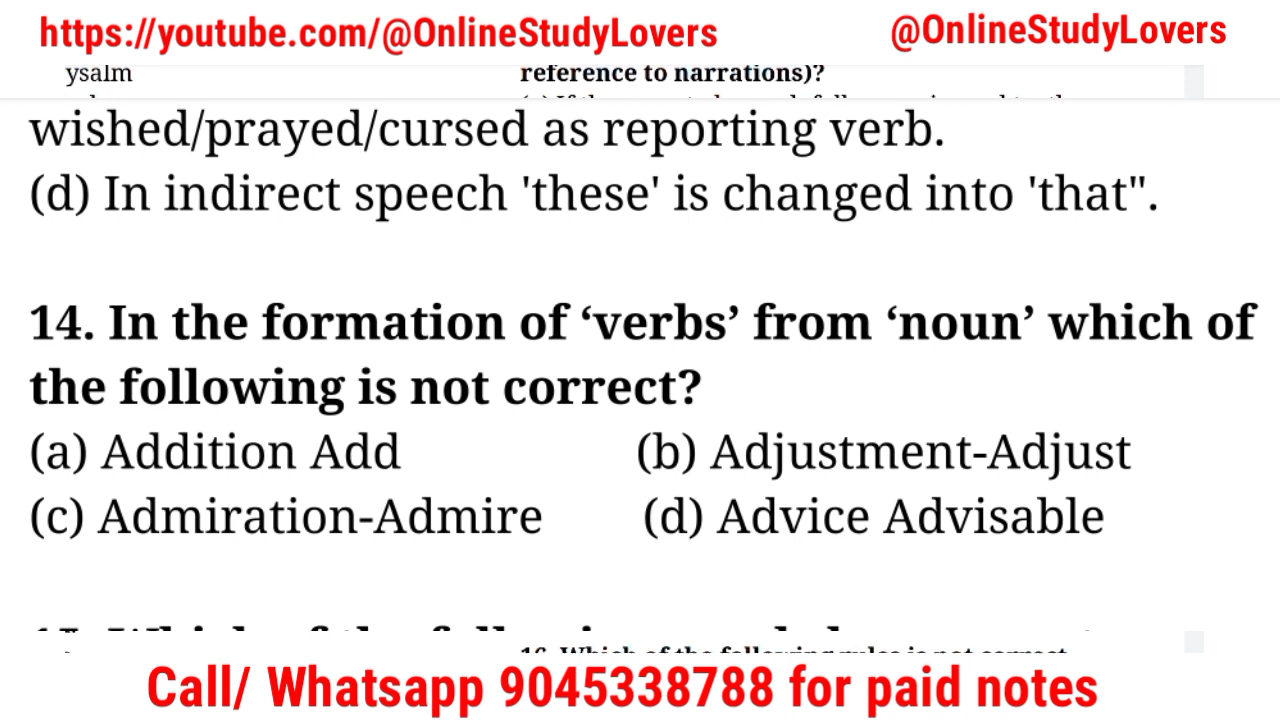 https://youtube.com/@OnlineStudyLovers
@OnlineStudyLovers
ysalm
reference to narrations)?
wished/prayed/cursed as reporting verb.
(d) In indirect speech 'these' is changed into 'that".
14. In the formation of ‘verbs’ from ‘noun’ which of
the following is not correct?
(a) Addition Add (b) Adjustment-Adjust
(c) Admiration-Admire (d) Advice Advisable
16. Which of the following rules is not correct
Call/ Whatsapp 9045338788 for paid notes